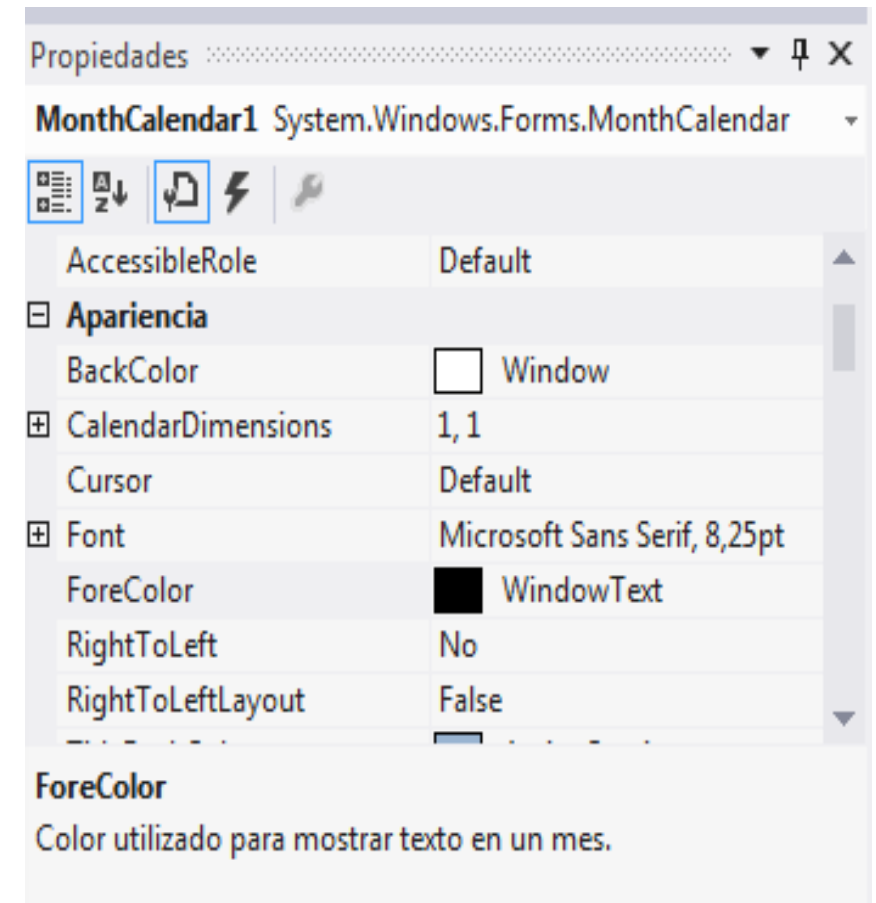 Propiedades
MonthCalendar1 System.Windows.Forms.MonthCalendar
AccessibleRole Default
Apariencia
BackColor Window
CalendarDimensions 1, 1
Cursor Default
Font Microsoft Sans Serif, 8,25pt
ForeColor WindowText
RightToLeft No
RightToLeftLayout False
ForeColor
Color utilizado para mostrar texto en un mes.